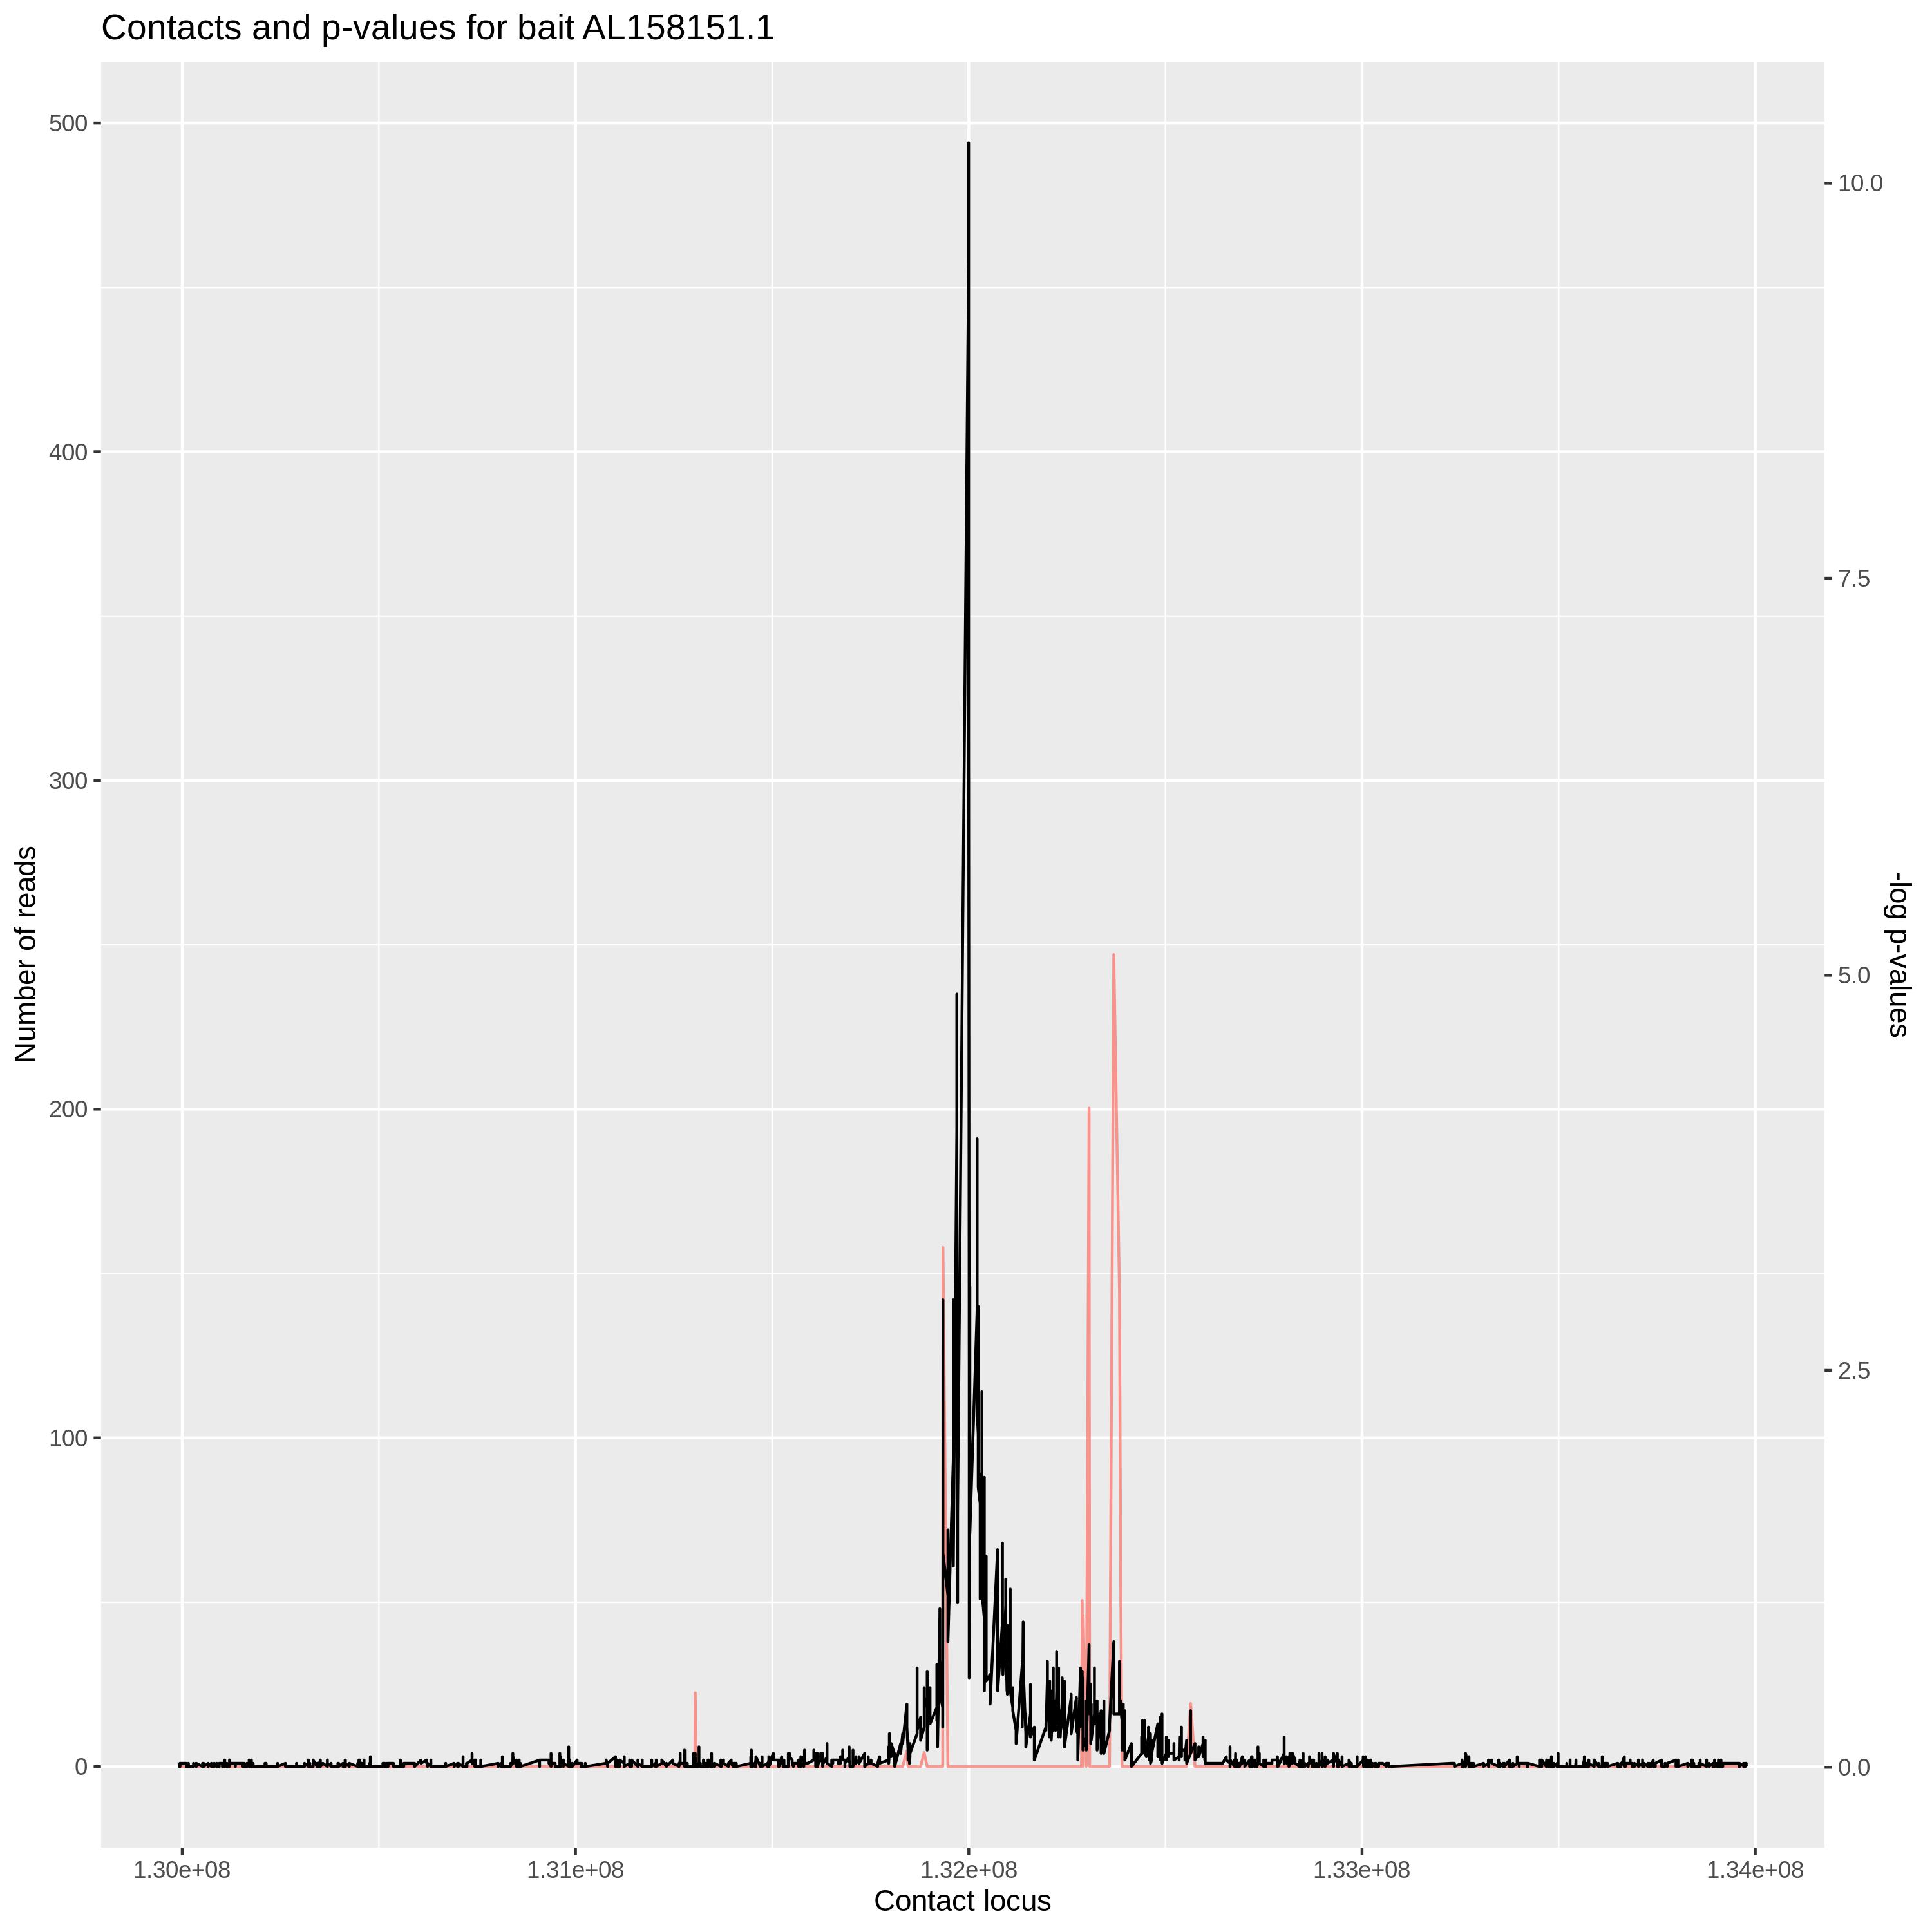 Contacts and p-values for bait AL158151.1
500
400
300
200
100
0
Number of reads
10.0
7.5
5.0
2.5
0.0
-log p-values
1.30e+08 1.31e+08 1.32e+08 1.33e+08 1.34e+08
Contact locus